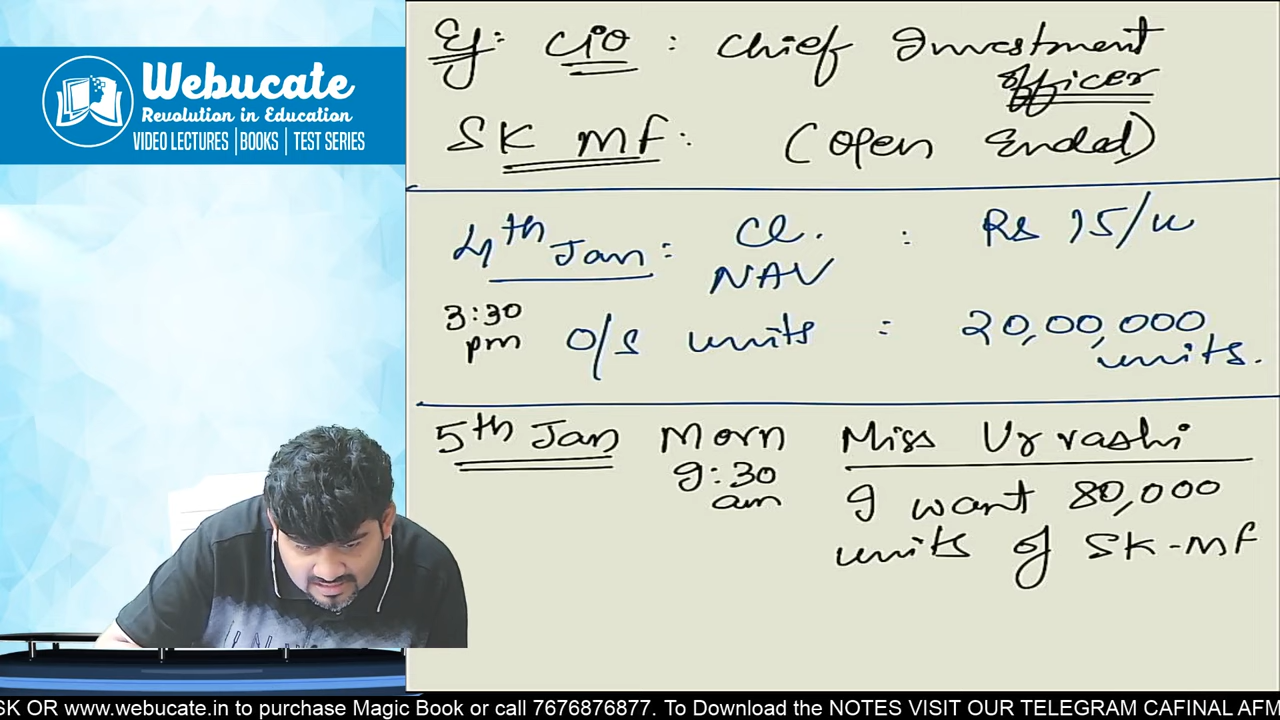 Webucate
Revolution in Education
VIDEO LECTURES | BOOKS | TEST SERIES
Eg: CIO : Chief Investment
officer
SK MF: (open Ended)
4th Jan: Cl. : Rs 15/u
NAV
3:30
pm O/S units : 20,00,000
units.
5th Jan Morn Miss Urvashi
9:30
am I want 80,000
units of SK-MF
SK OR www.webucate.in to purchase Magic Book or call 7676876877. To Download the NOTES VISIT OUR TELEGRAM CAFINAL AFM